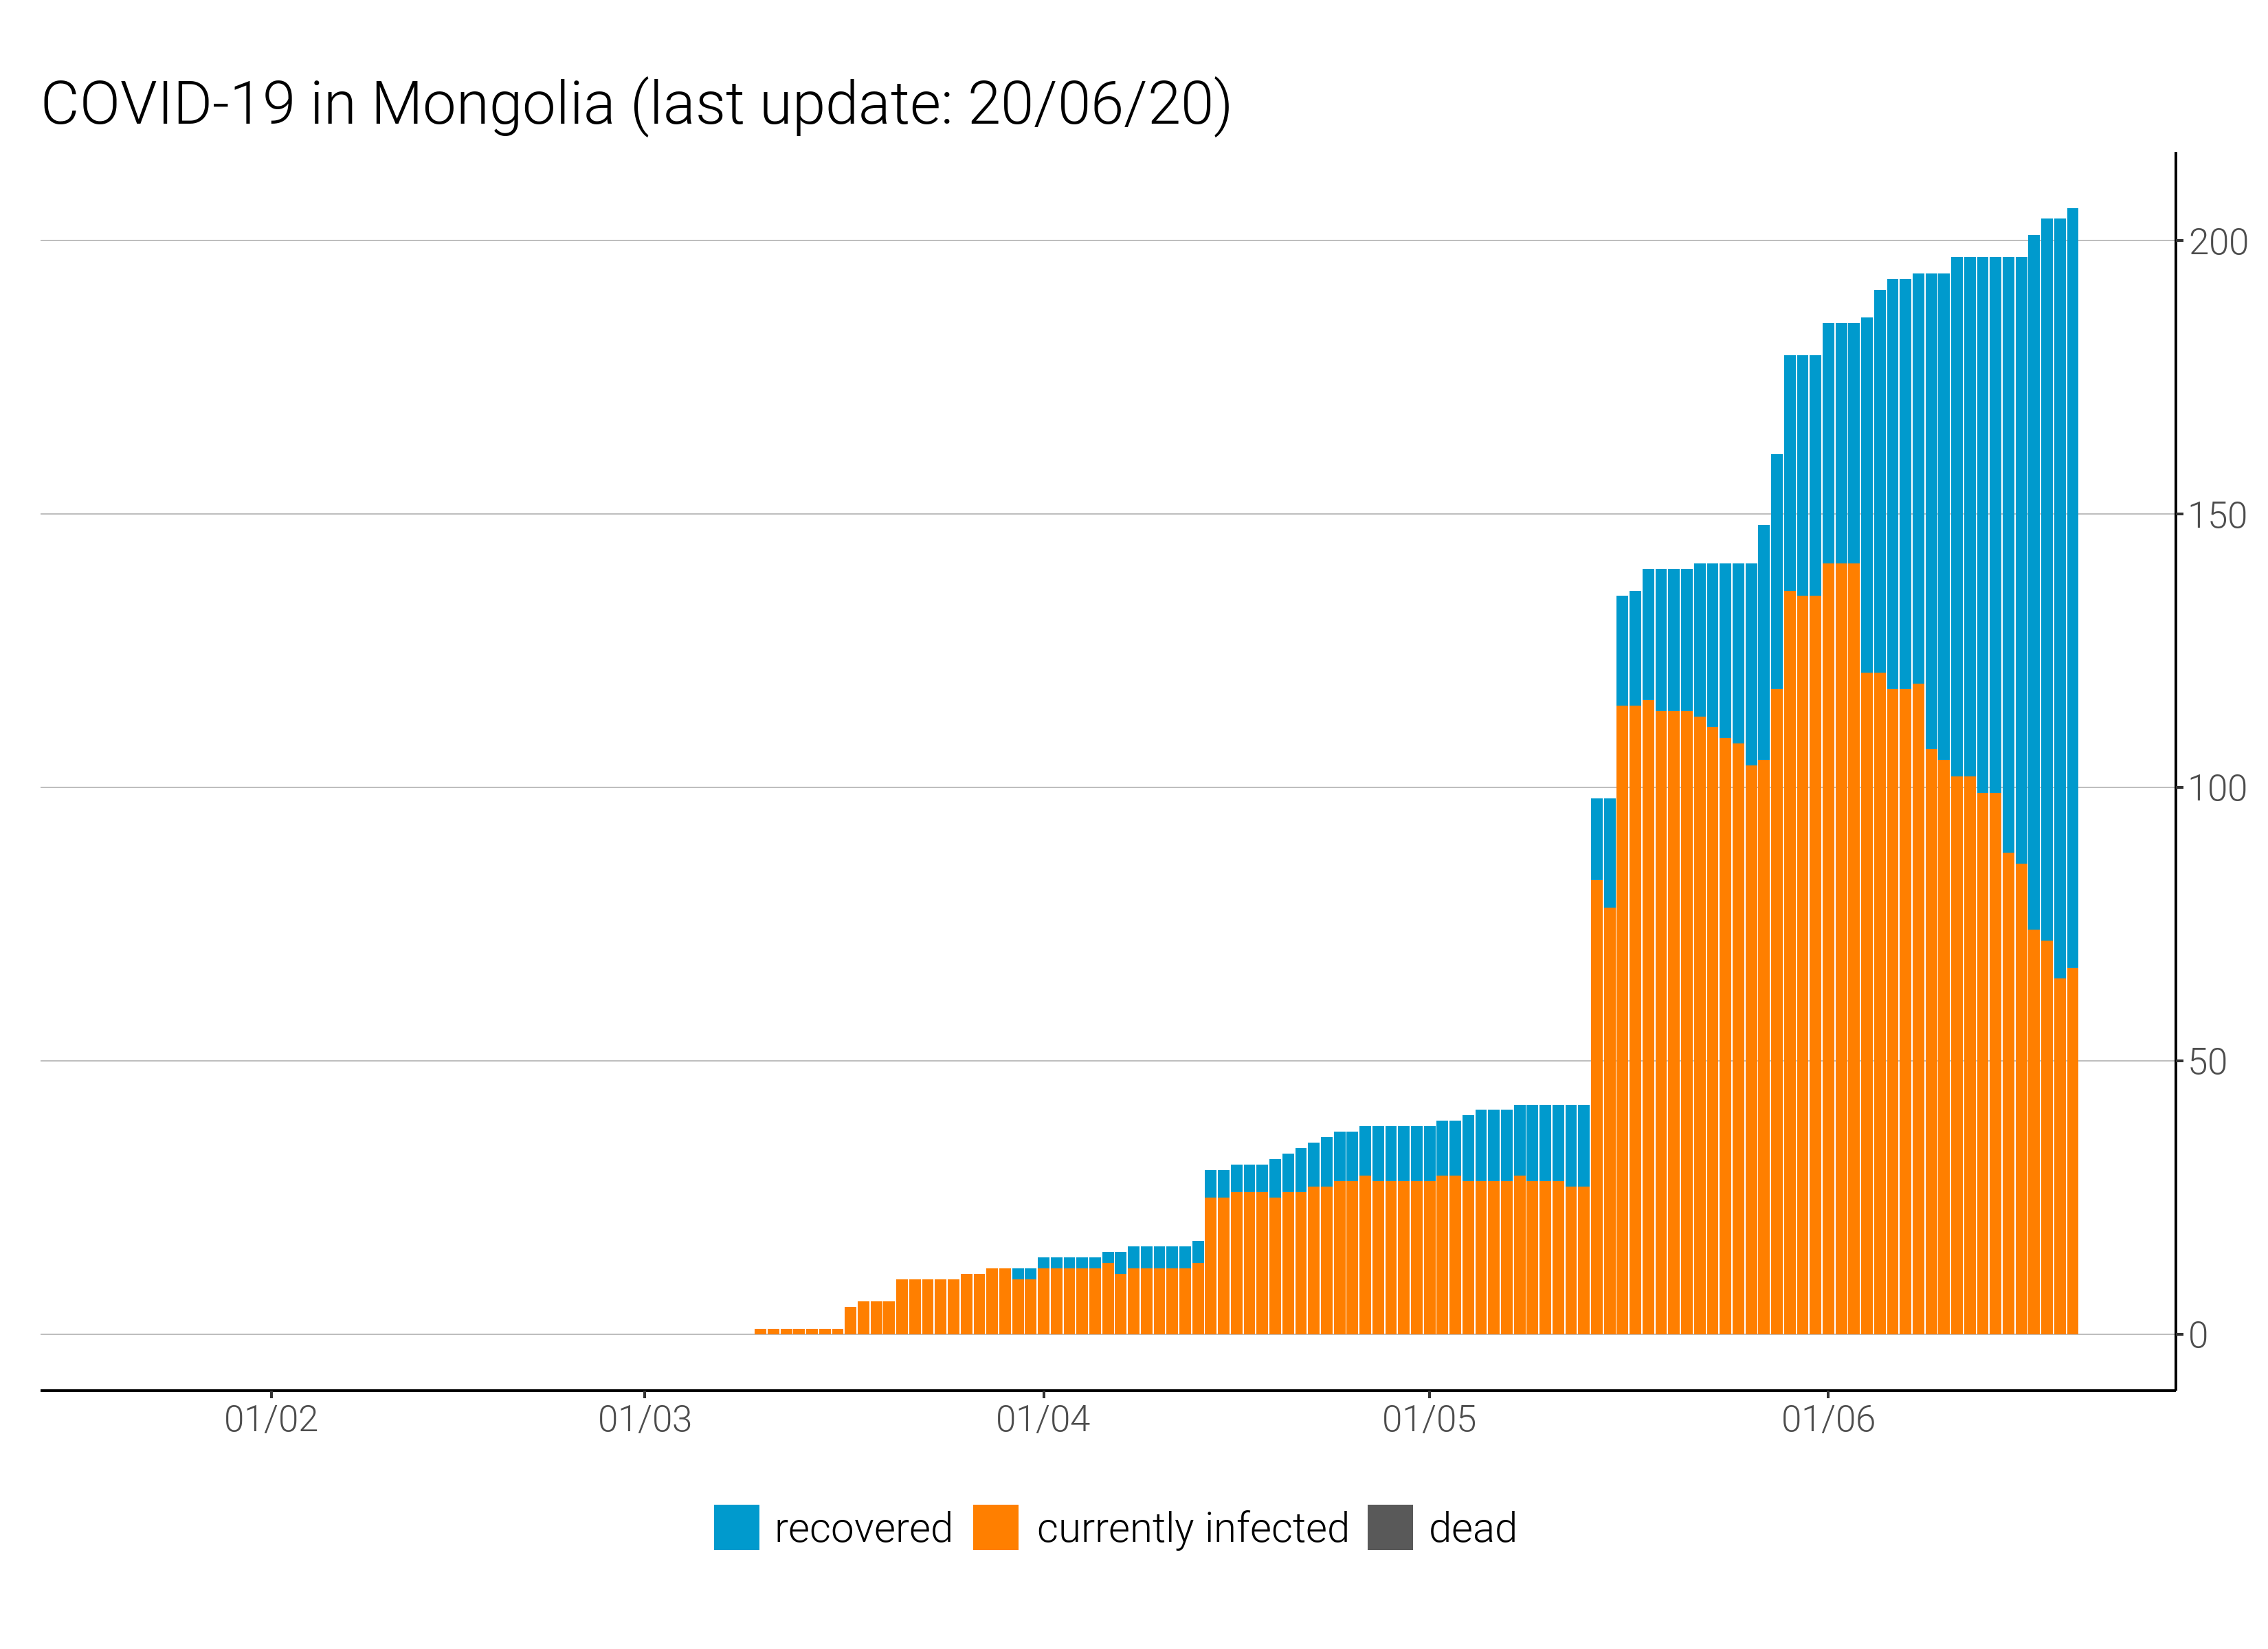 COVID-19 in Mongolia (last update: 20/06/20)
200
150
100
50
0
01/02 01/03 01/04 01/05 01/06
recovered currently infected dead